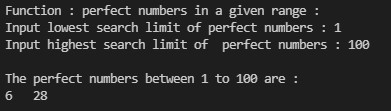 Function : perfect numbers in a given range :
Input lowest search limit of perfect numbers : 1
Input highest search limit of  perfect numbers : 100
The perfect numbers between 1 to 100 are :
6   28